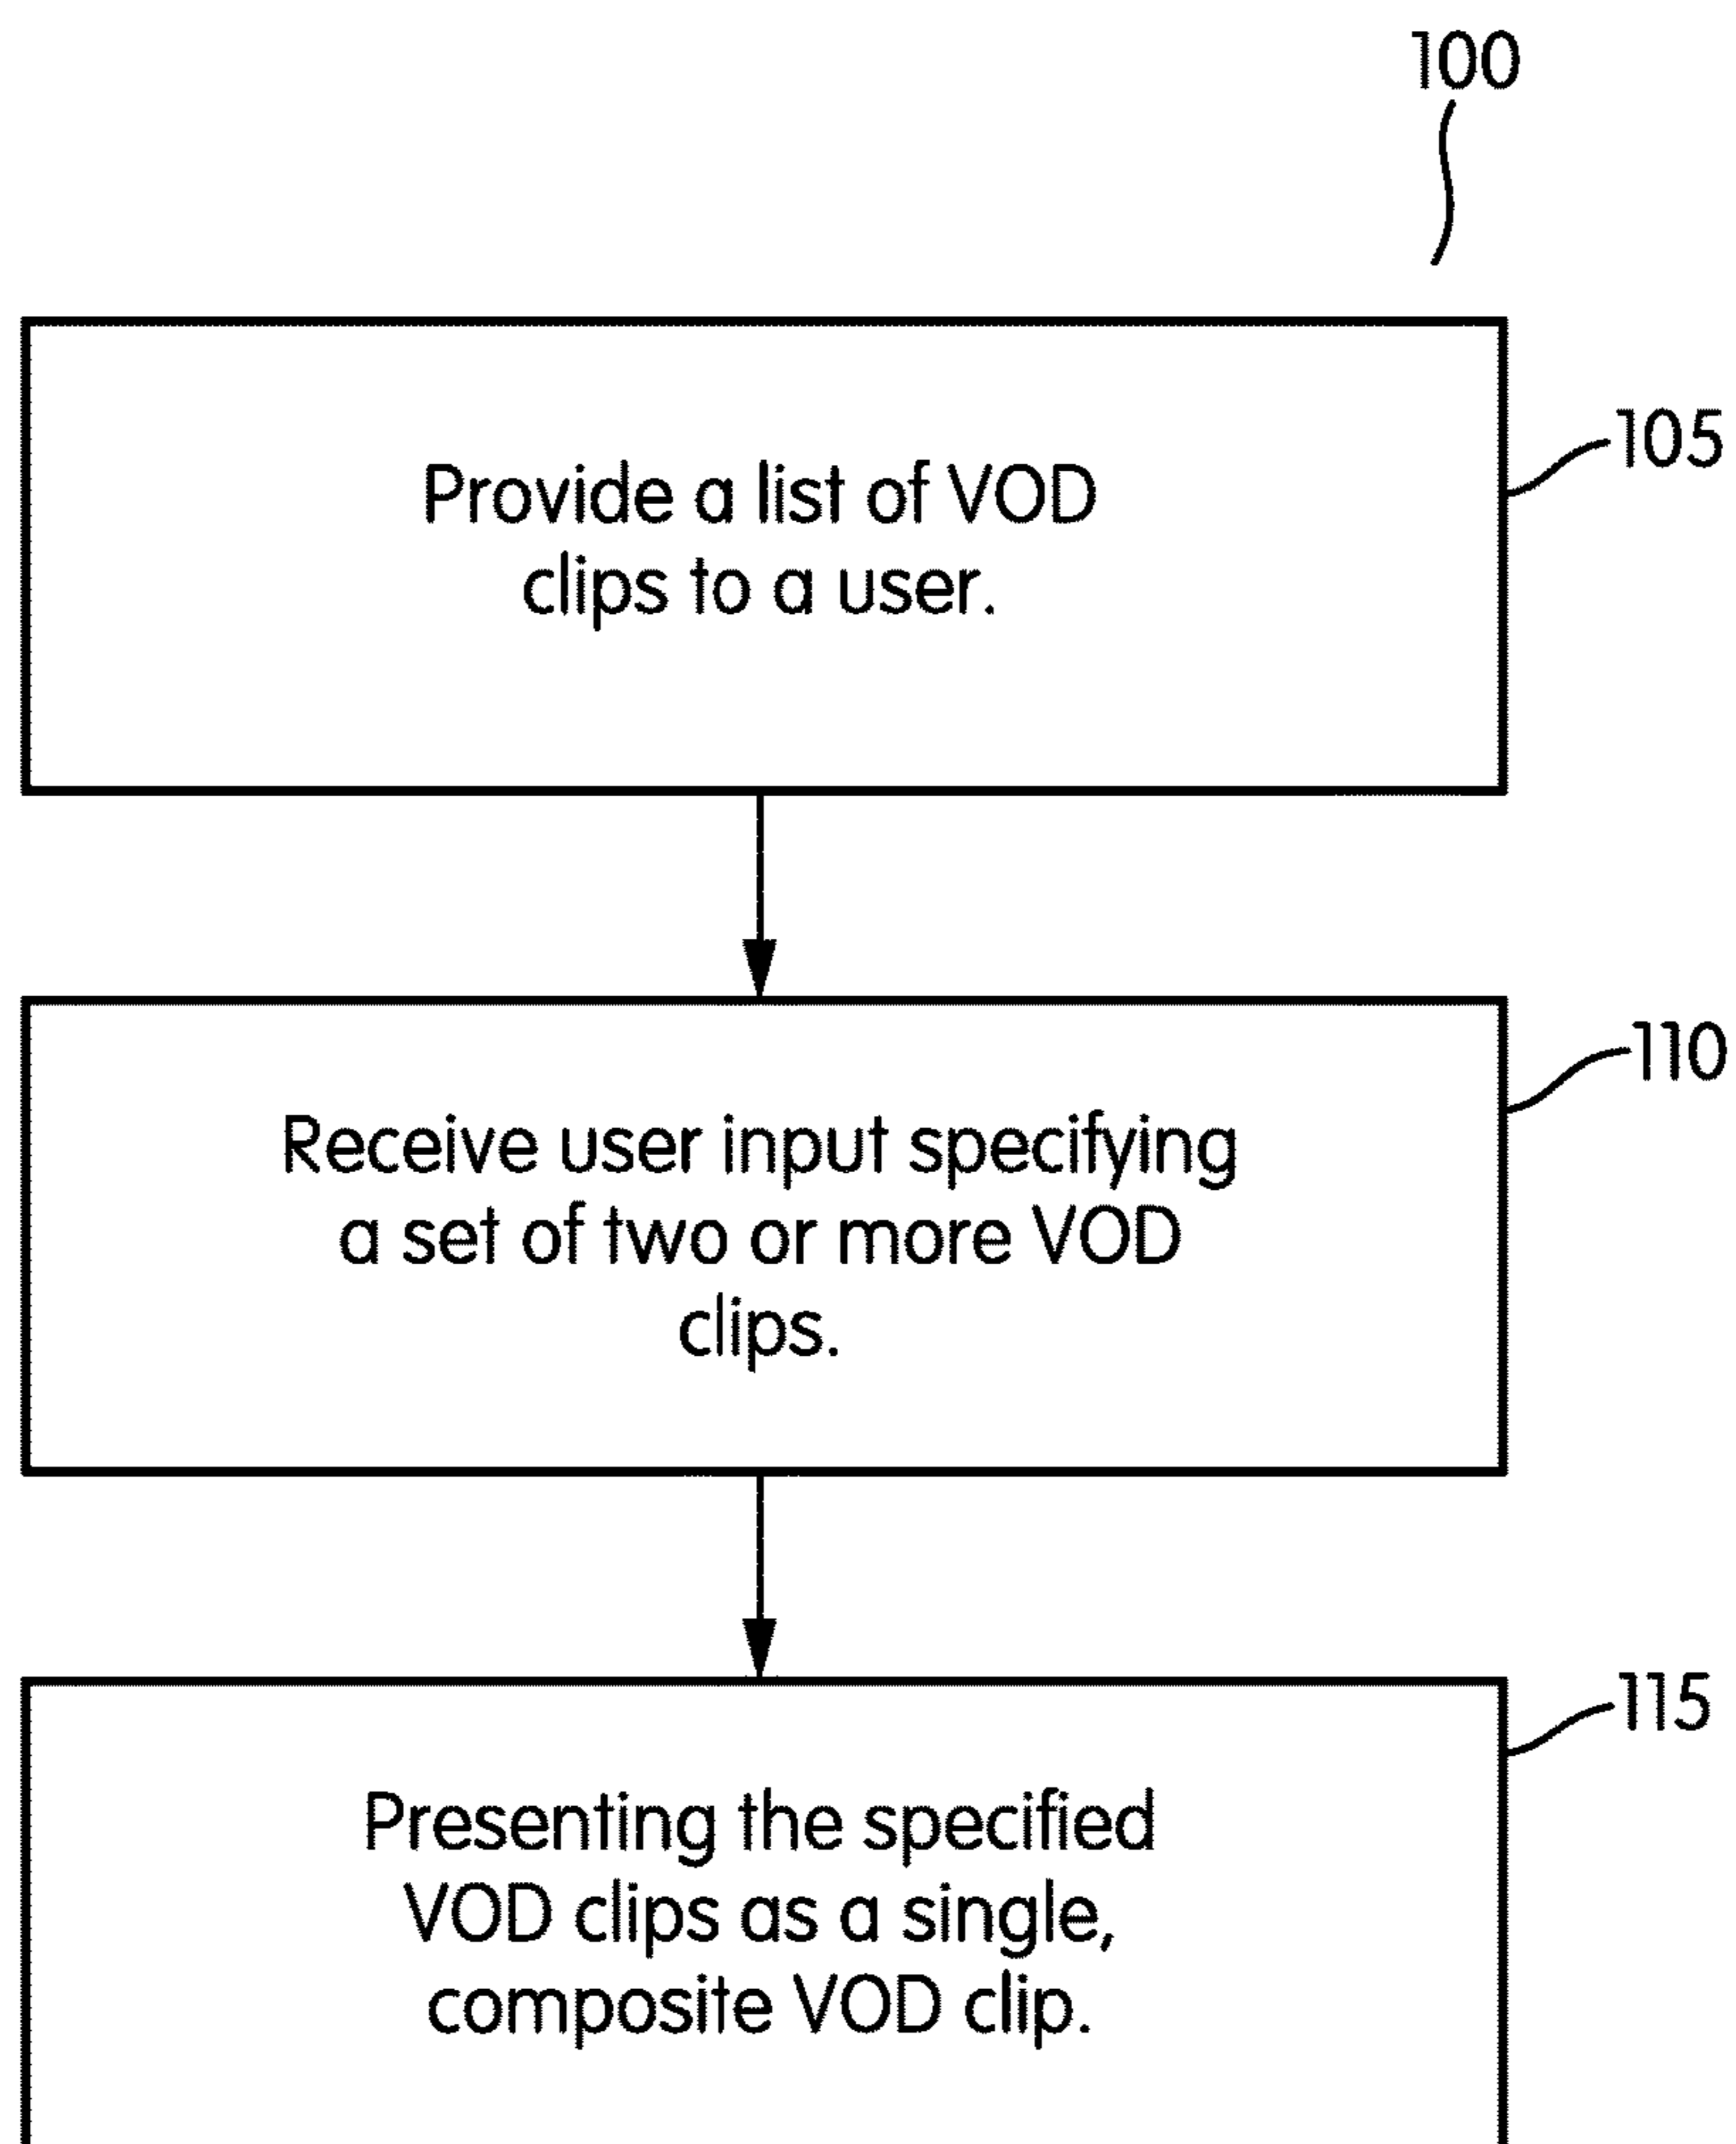 100
Provide a list of VOD
clips to a user.
105
Receive user input specifying
a set of two or more VOD
clips.
110
Presenting the specified
VOD clips as a single,
composite VOD clip.
115